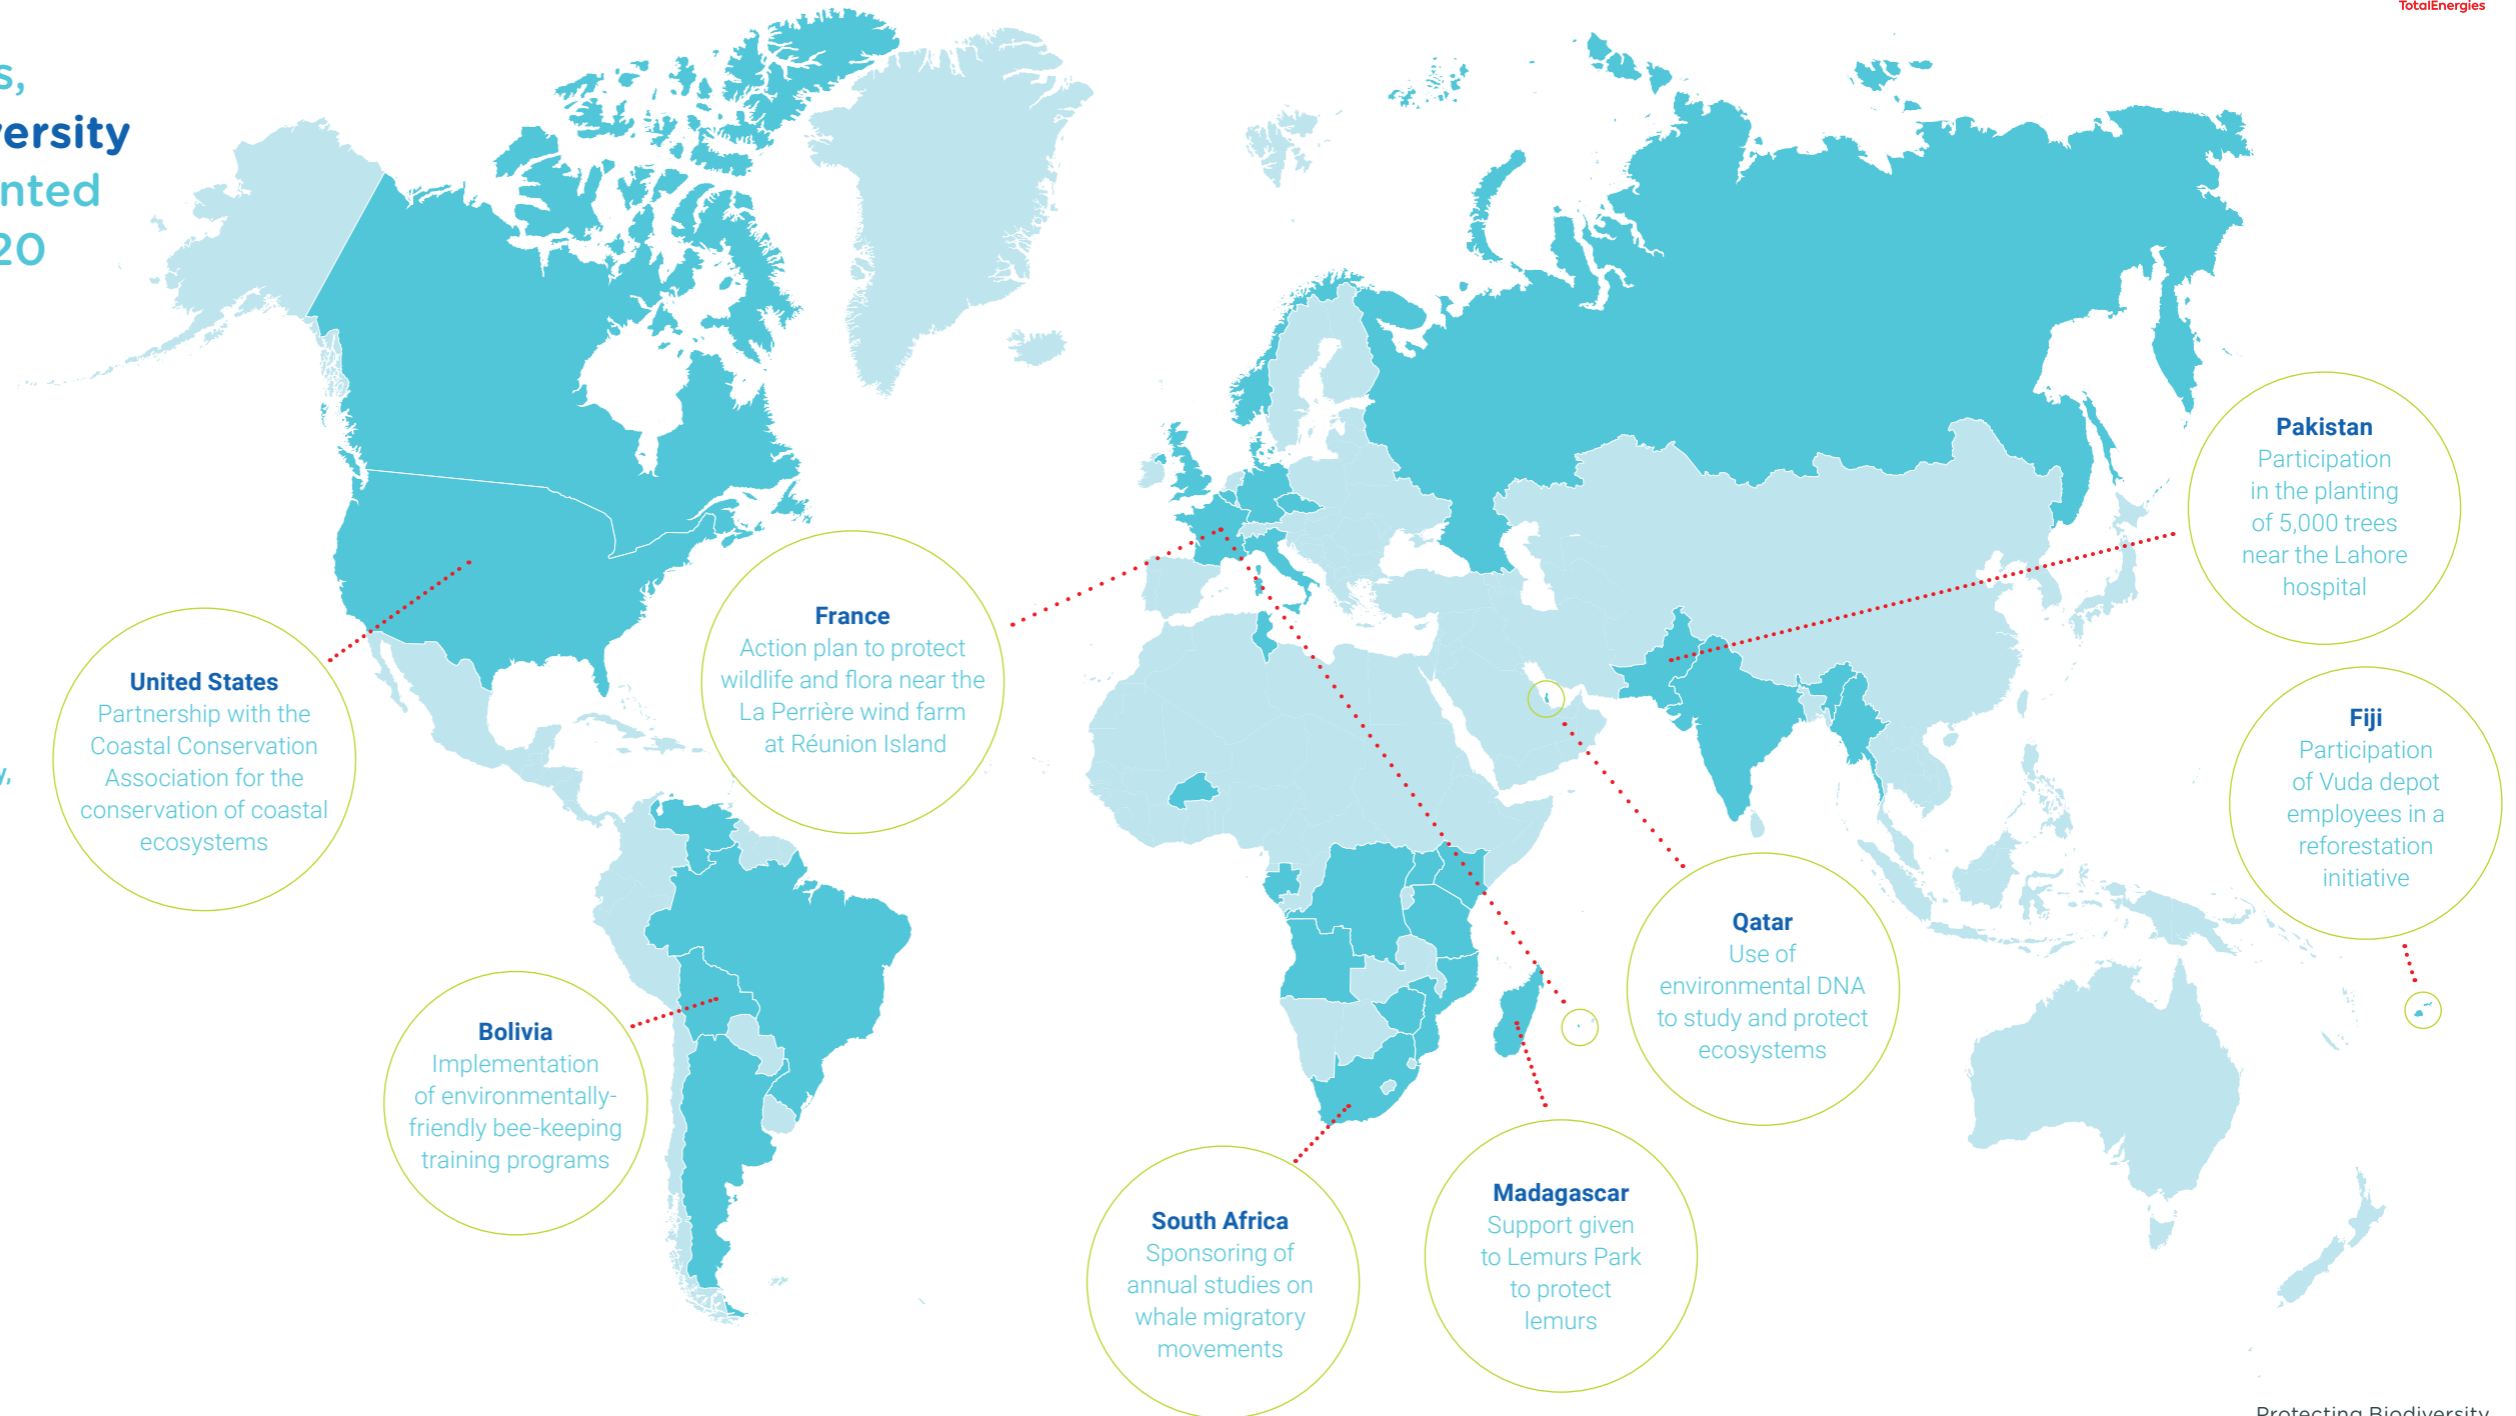 TotalEnergies
s,
versity
nted
20
y,
United States
Partnership with the
Coastal Conservation
Association for the
conservation of coastal
ecosystems
France
Action plan to protect
wildlife and flora near the
La Perrière wind farm
at Réunion Island
Pakistan
Participation
in the planting
of 5,000 trees
near the Lahore
hospital
Fiji
Participation
of Vuda depot
employees in a
reforestation
initiative
Qatar
Use of
environmental DNA
to study and protect
ecosystems
Bolivia
Implementation
of environmentally-
friendly bee-keeping
training programs
South Africa
Sponsoring of
annual studies on
whale migratory
movements
Madagascar
Support given
to Lemurs Park
to protect
lemurs
Protecting Biodiversity